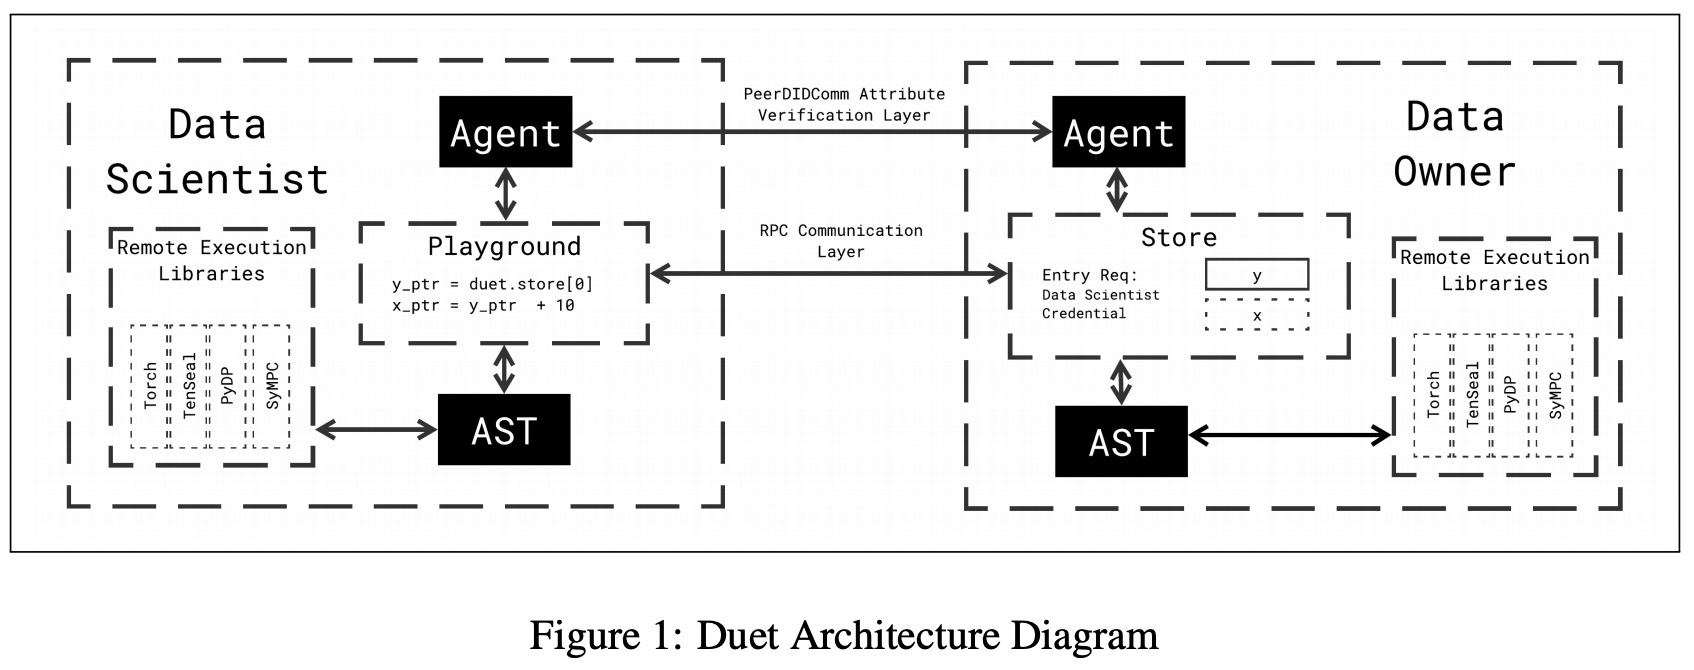 Data
Scientist
Agent
PeerDIDComm Attribute
Verification Layer
Agent
Data
Owner
Remote Execution
Libraries
Torch
TenSeal
PyDP
SyMPC
Playground
y_ptr = duet.store[0]
x_ptr = y_ptr + 10
RPC Communication
Layer
Store
Entry Req:
Data Scientist
Credential
y
x
Remote Execution
Libraries
Torch
TenSeal
PyDP
SyMPC
AST
AST
Figure 1: Duet Architecture Diagram